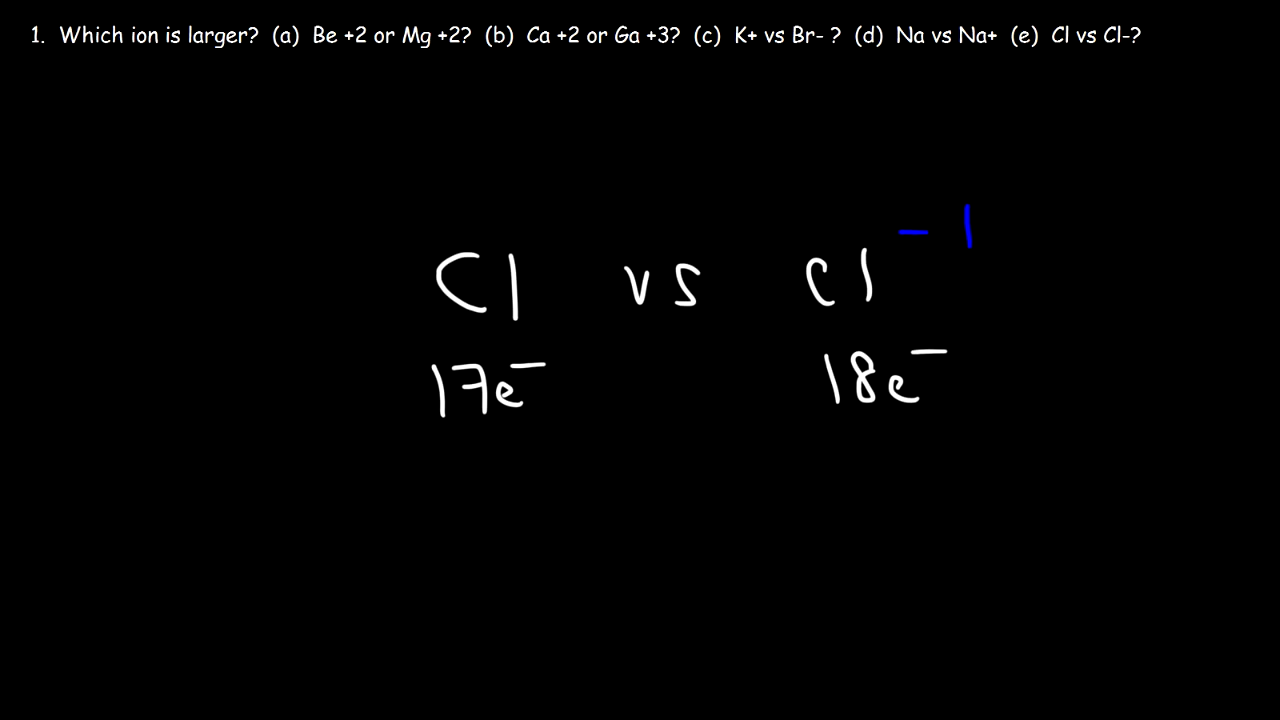 1. Which ion is larger? (a) Be +2 or Mg +2? (b) Ca +2 or Ga +3? (c) K+ vs Br- ? (d) Na vs Na+ (e) Cl vs Cl-?
Cl vs Cl⁻¹
17e⁻ 18e⁻